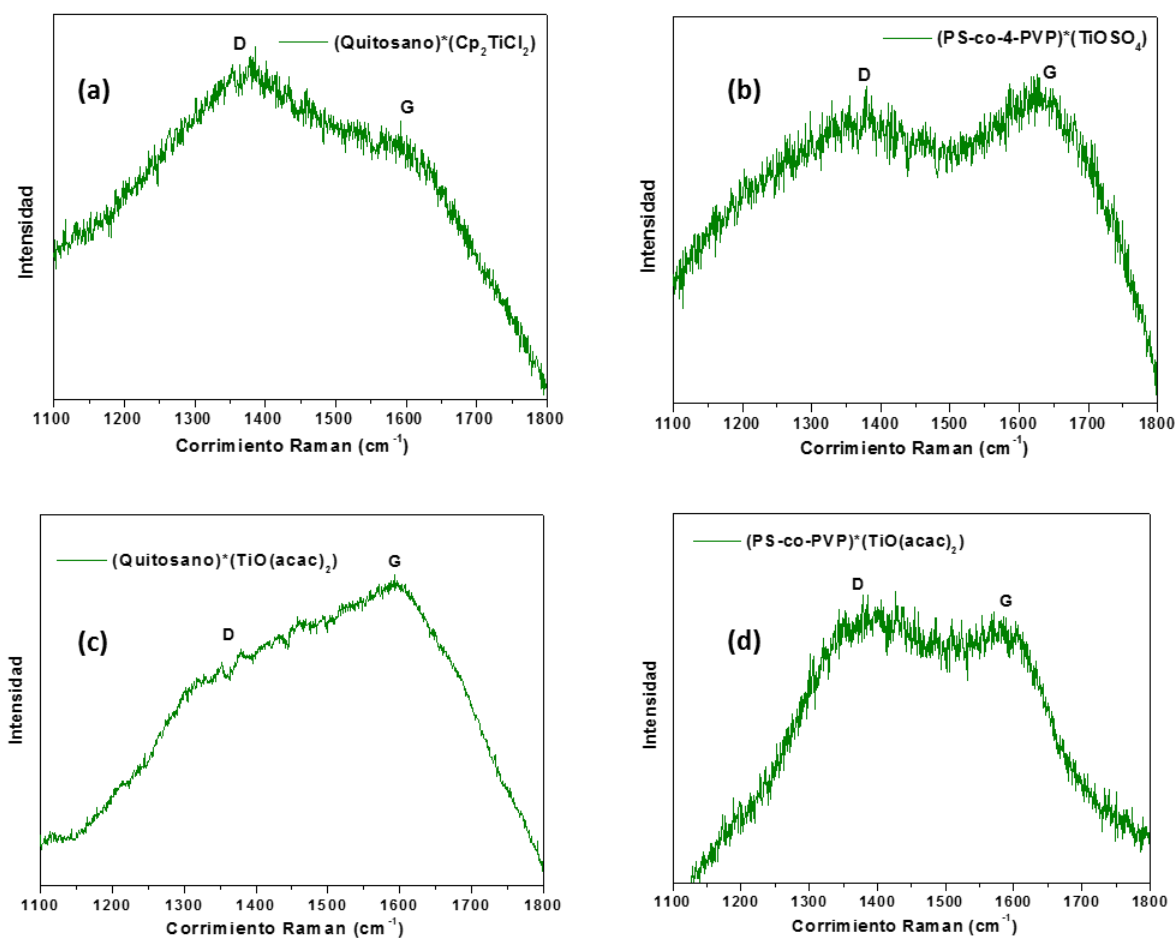 (a)
D
(Quitosano)*(Cp₂TiCl₂)
G
Intensidad
1100 1200 1300 1400 1500 1600 1700 1800
Corrimiento Raman (cm⁻¹)
(b)
(PS-co-4-PVP)*(TiOSO₄)
D
G
Intensidad
1100 1200 1300 1400 1500 1600 1700 1800
Corrimiento Raman (cm⁻¹)
(Quitosano)*(TiO(acac)₂)
G
D
(c)
Intensidad
1100 1200 1300 1400 1500 1600 1700 1800
Corrimiento Raman (cm⁻¹)
(PS-co-PVP)*(TiO(acac)₂)
D
G
(d)
Intensidad
1100 1200 1300 1400 1500 1600 1700 1800
Corrimiento Raman (cm⁻¹)